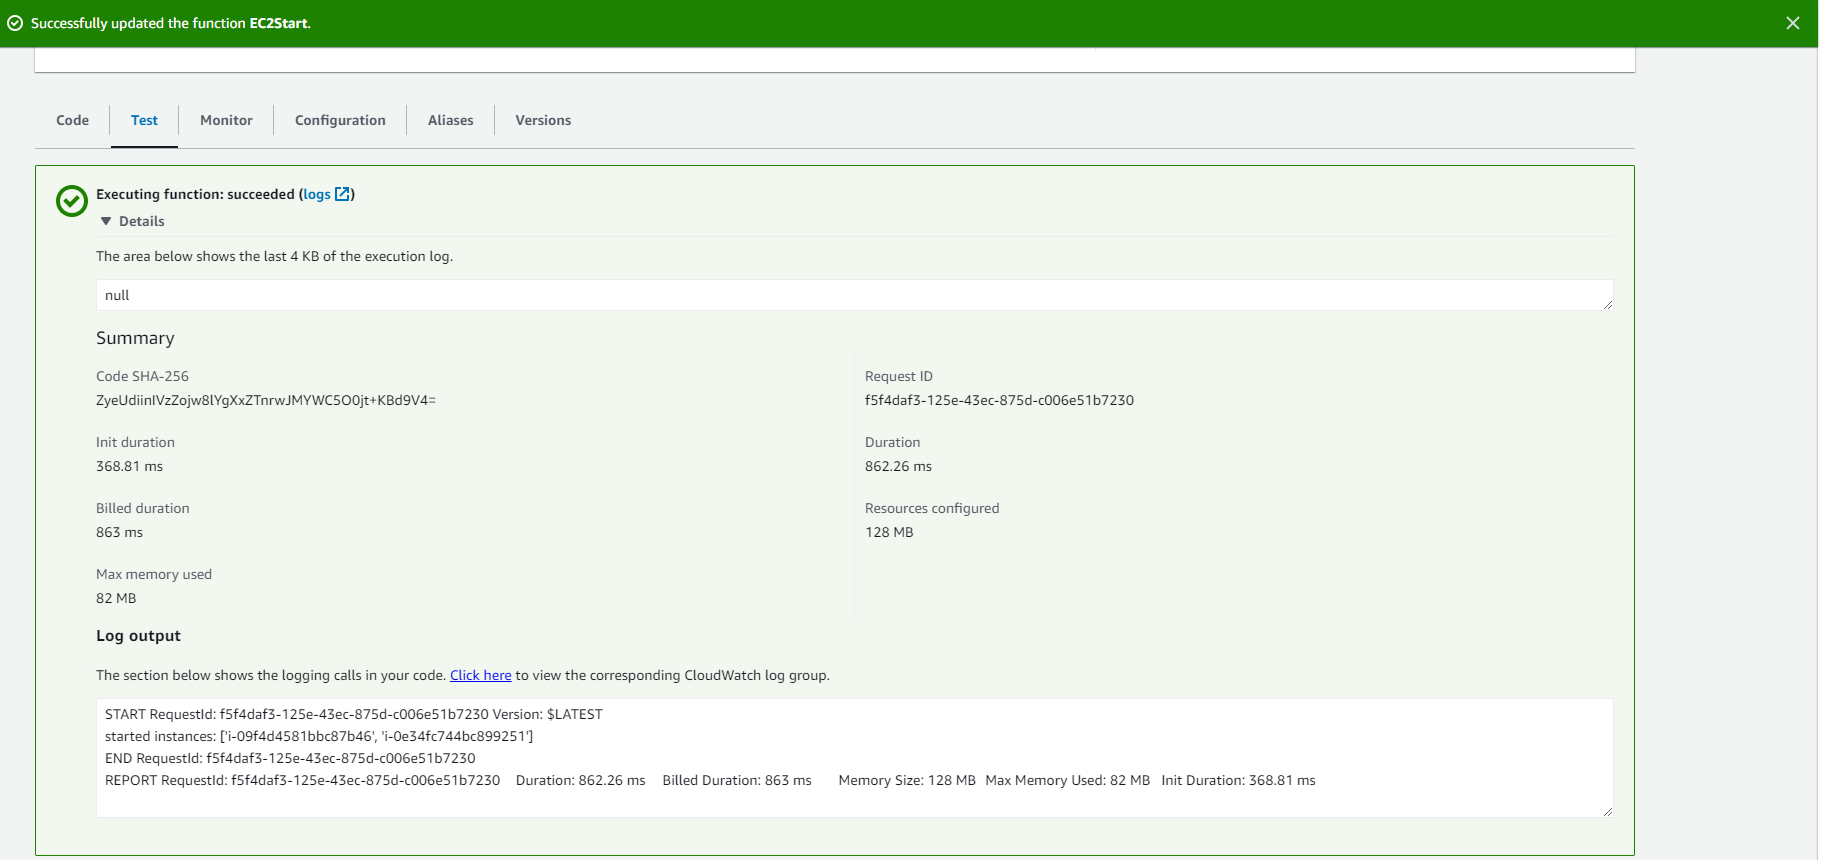 Successfully updated the function EC2Start.
Code Test Monitor Configuration Aliases Versions
Executing function: succeeded (logs)
Details
The area below shows the last 4 KB of the execution log.
null
Summary
Code SHA-256
ZyeUdiinIVzZojw8lYgXxZTnrwJMYWC5O0jt+KBd9V4=
Request ID
f5f4daf3-125e-43ec-875d-c006e51b7230
Init duration
368.81 ms
Duration
862.26 ms
Billed duration
863 ms
Resources configured
128 MB
Max memory used
82 MB
Log output
The section below shows the logging calls in your code. Click here to view the corresponding CloudWatch log group.
START RequestId: f5f4daf3-125e-43ec-875d-c006e51b7230 Version: $LATEST
started instances: ['i-09f4d4581bbc87b46', 'i-0e34fc744bc899251']
END RequestId: f5f4daf3-125e-43ec-875d-c006e51b7230
REPORT RequestId: f5f4daf3-125e-43ec-875d-c006e51b7230 Duration: 862.26 ms Billed Duration: 863 ms Memory Size: 128 MB Max Memory Used: 82 MB Init Duration: 368.81 ms